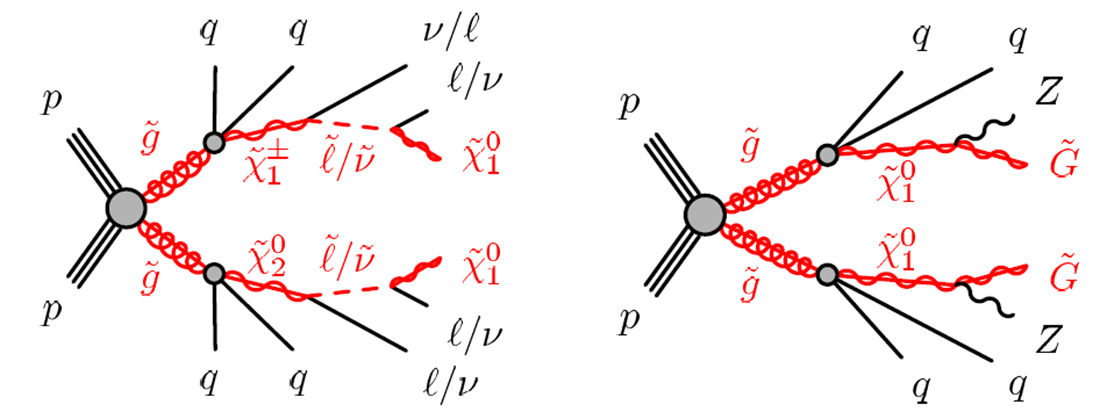 q q ν/ℓ
p ℓ/ν
g̃ χ̃₁± ℓ̃/ν̃ χ̃₁⁰
g̃ χ̃₂⁰ ℓ̃/ν̃ χ̃₁⁰
p ℓ/ν
q q ℓ/ν
q q
p Z
g̃ χ̃₁⁰ G̃
g̃ χ̃₁⁰ G̃
p Z
q q